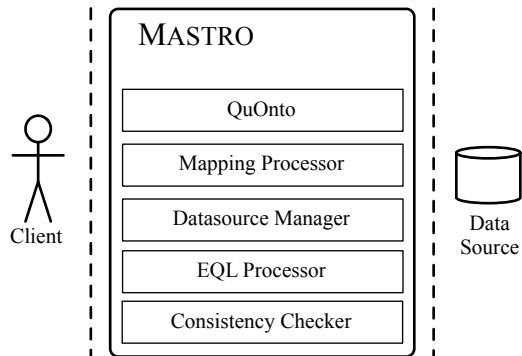 MASTRO
QuOnto
Mapping Processor
Datasource Manager
EQL Processor
Consistency Checker
Client
Data
Source